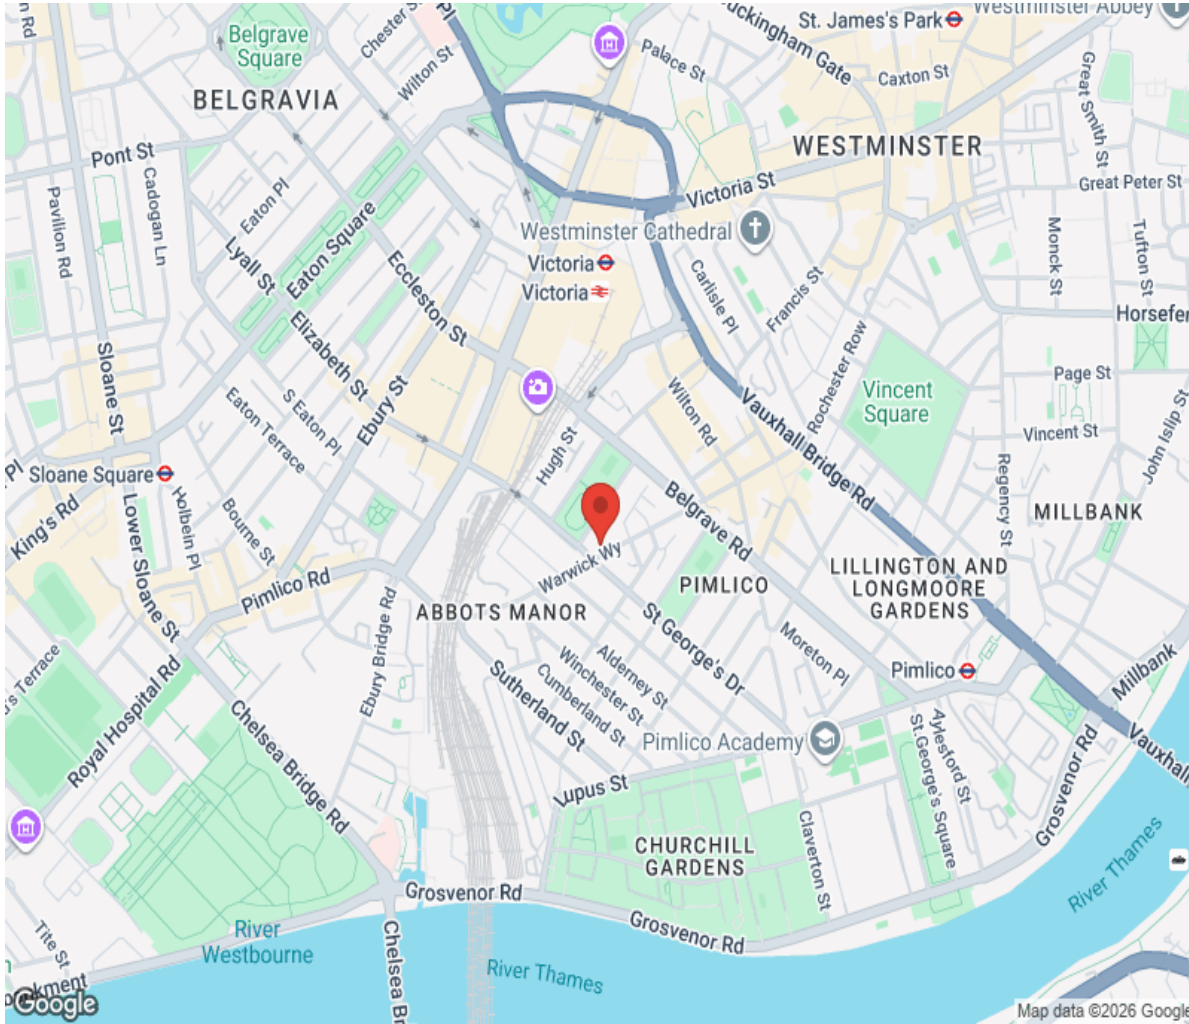 Westminster Abbey
St. James's Park
Buckingham Gate
Chester St
Belgrave
Square
Wilton St
Palace St
Caxton St
Great Smith St
BELGRAVIA
WESTMINSTER
Pont St
Victoria St
Great Peter St
Pavilion Rd
Cadogan Ln
Eaton Pl
Lyall St
Eaton Square
Eccleston St
Westminster Cathedral
Victoria
Victoria
Carlisle Pl
Francis St
Monck St
Tufton St
Horsefer
Elizabeth St
Sloane St
S Eaton Pl
Ebury St
Eaton Terrace
Wilton Rd
Rochester Row
Vincent
Square
Page St
Vincent St
John Islip St
Vauxhall Bridge Rd
Hugh St
Sloane Square
King's Rd
Lower Sloane St
Holbein Pl
Bourne St
Belgrave Rd
Regency St
MILLBANK
Warwick Wy
PIMLICO
LILLINGTON AND
LONGMOORE
GARDENS
Pimlico Rd
ABBOTS MANOR
Ebury Bridge Rd
St George's Dr
Moreton Pl
Pimlico
Millbank
Alderney St
Winchester St
Cumberland St
Sutherland St
's Terrace
Royal Hospital Rd
Chelsea Bridge Rd
Pimlico Academy
St.George's Square
Aylesford St
Vauxhall
Grosvenor Rd
Lupus St
CHURCHILL
GARDENS
Claverton St
River Thames
Grosvenor Rd
Grosvenor Rd
Tite St
River
Westbourne
Chelsea Br
River Thames
Google
Map data ©2026 Google